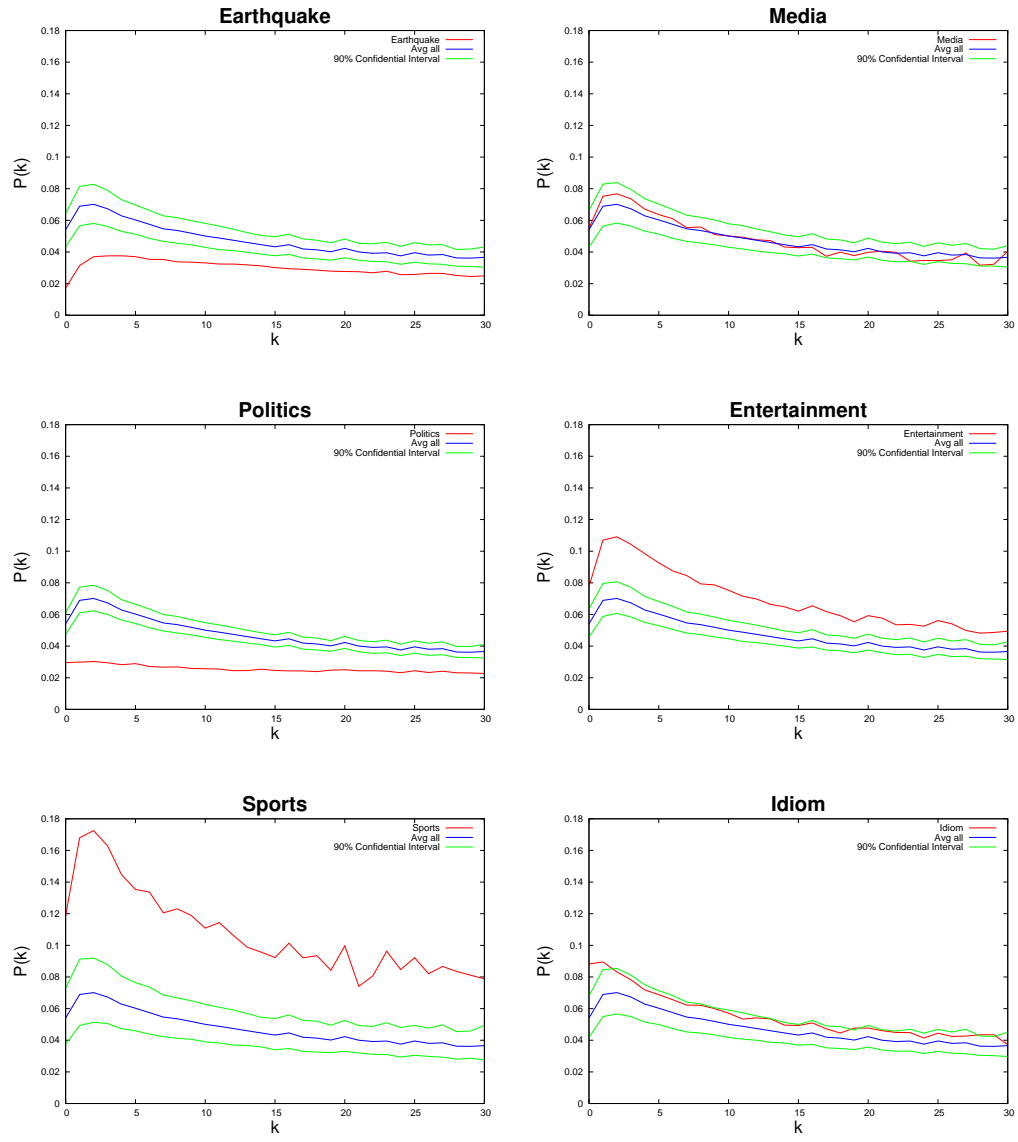 Earthquake
Earthquake
Avg all
90% Confidential Interval
0.18
0.16
0.14
0.12
0.1
0.08
0.06
0.04
0.02
0
P(k)
0 5 10 15 20 25 30
k
Media
Media
Avg all
90% Confidential Interval
0.18
0.16
0.14
0.12
0.1
0.08
0.06
0.04
0.02
0
P(k)
0 5 10 15 20 25 30
k
Politics
Politics
Avg all
90% Confidential Interval
0.18
0.16
0.14
0.12
0.1
0.08
0.06
0.04
0.02
0
P(k)
0 5 10 15 20 25 30
k
Entertainment
Entertainment
Avg all
90% Confidential Interval
0.18
0.16
0.14
0.12
0.1
0.08
0.06
0.04
0.02
0
P(k)
0 5 10 15 20 25 30
k
Sports
Sports
Avg all
90% Confidential Interval
0.18
0.16
0.14
0.12
0.1
0.08
0.06
0.04
0.02
0
P(k)
0 5 10 15 20 25 30
k
Idiom
Idiom
Avg all
90% Confidential Interval
0.18
0.16
0.14
0.12
0.1
0.08
0.06
0.04
0.02
0
P(k)
0 5 10 15 20 25 30
k